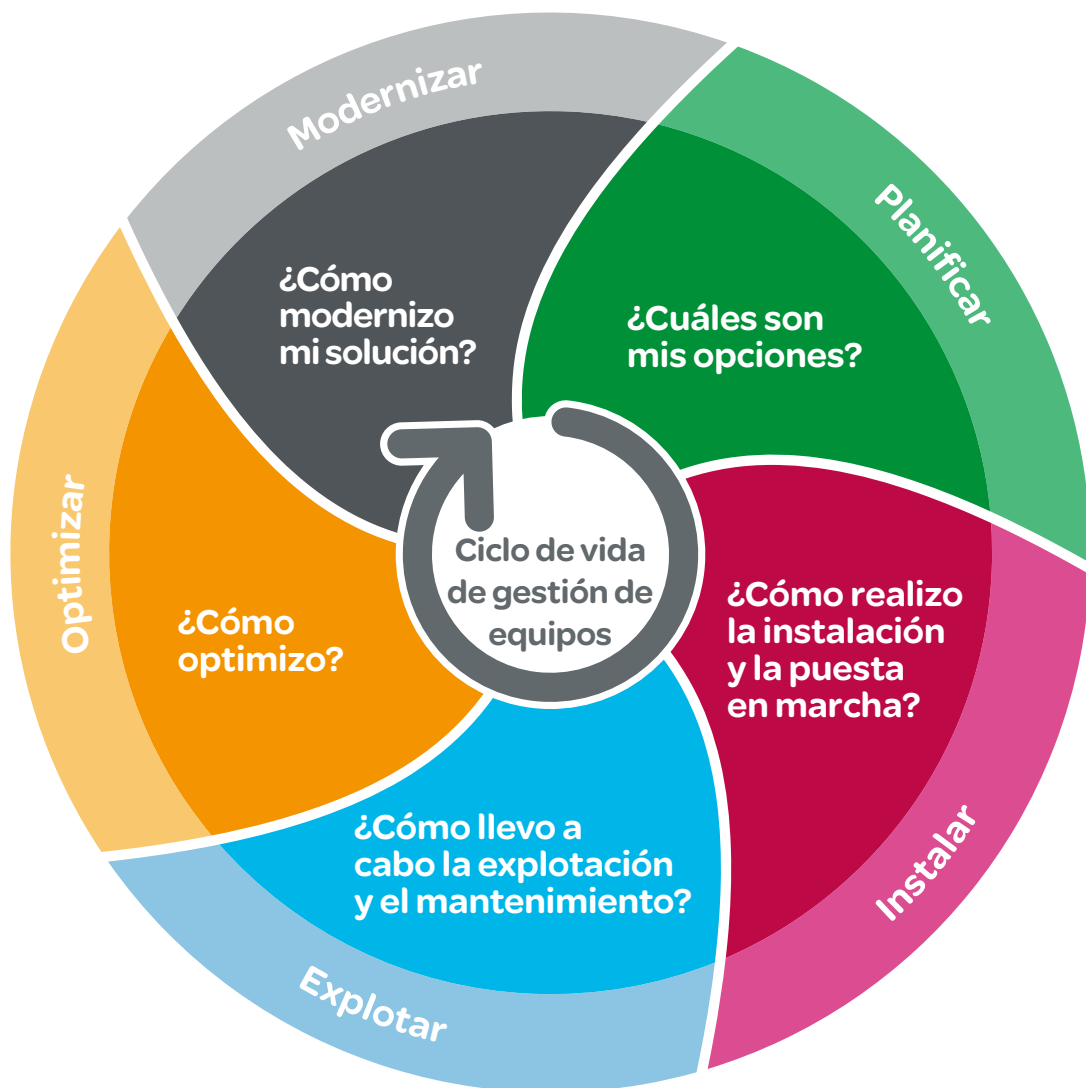 Modernizar
¿Cómo
modernizo
mi solución?
Planificar
¿Cuáles son
mis opciones?
Instalar
¿Cómo realizo
la instalación
y la puesta
en marcha?
Explotar
¿Cómo llevo a
cabo la explotación
y el mantenimiento?
Optimizar
¿Cómo
optimizo?
Ciclo de vida
de gestión de
equipos